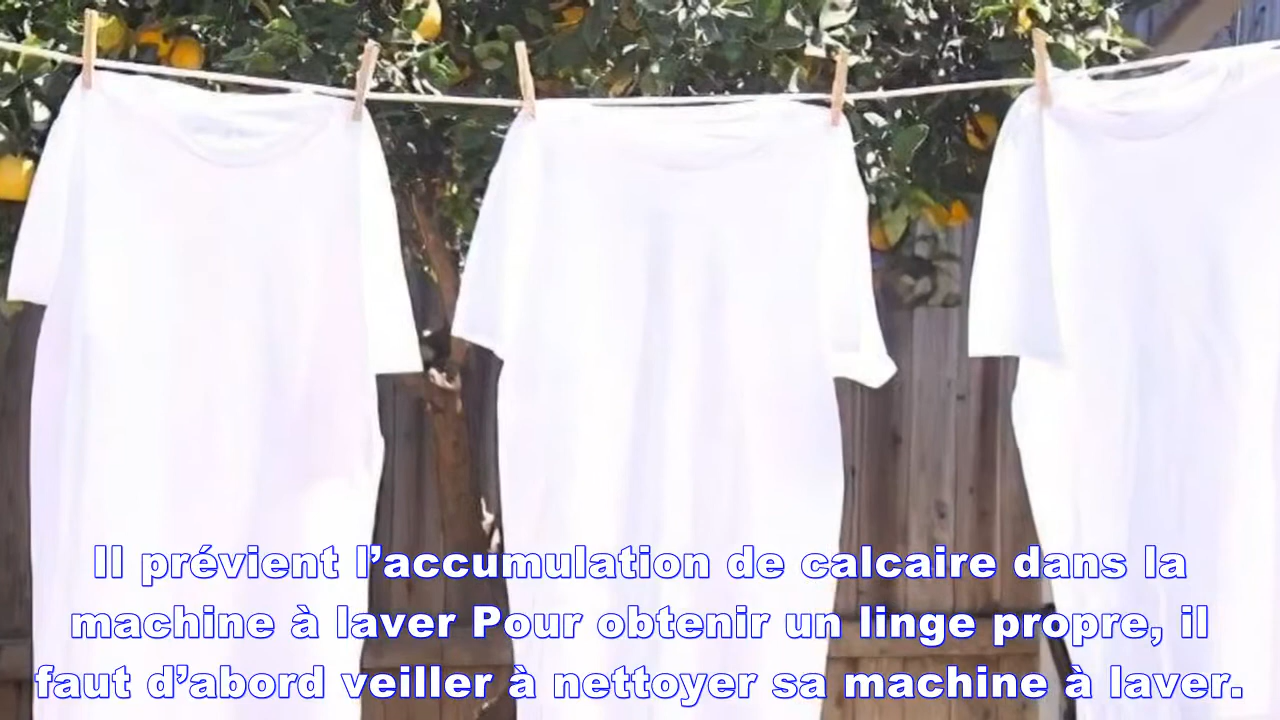 Il prévient l’accumulation de calcaire dans la
machine à laver Pour obtenir un linge propre, il
faut d’abord veiller à nettoyer sa machine à laver.